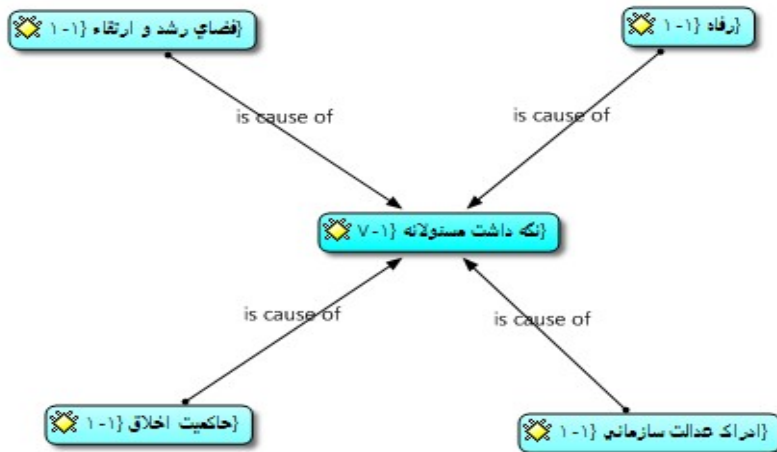 فضاي رشد و ارتقاء {۱-۱}
رفاه {۱-۱}
is cause of
is cause of
نگه داشت مسئولانه {۷-۱}
is cause of
is cause of
حاکمیت اخلاق {۱-۱}
ادراک عدالت سازماني {۱-۱}